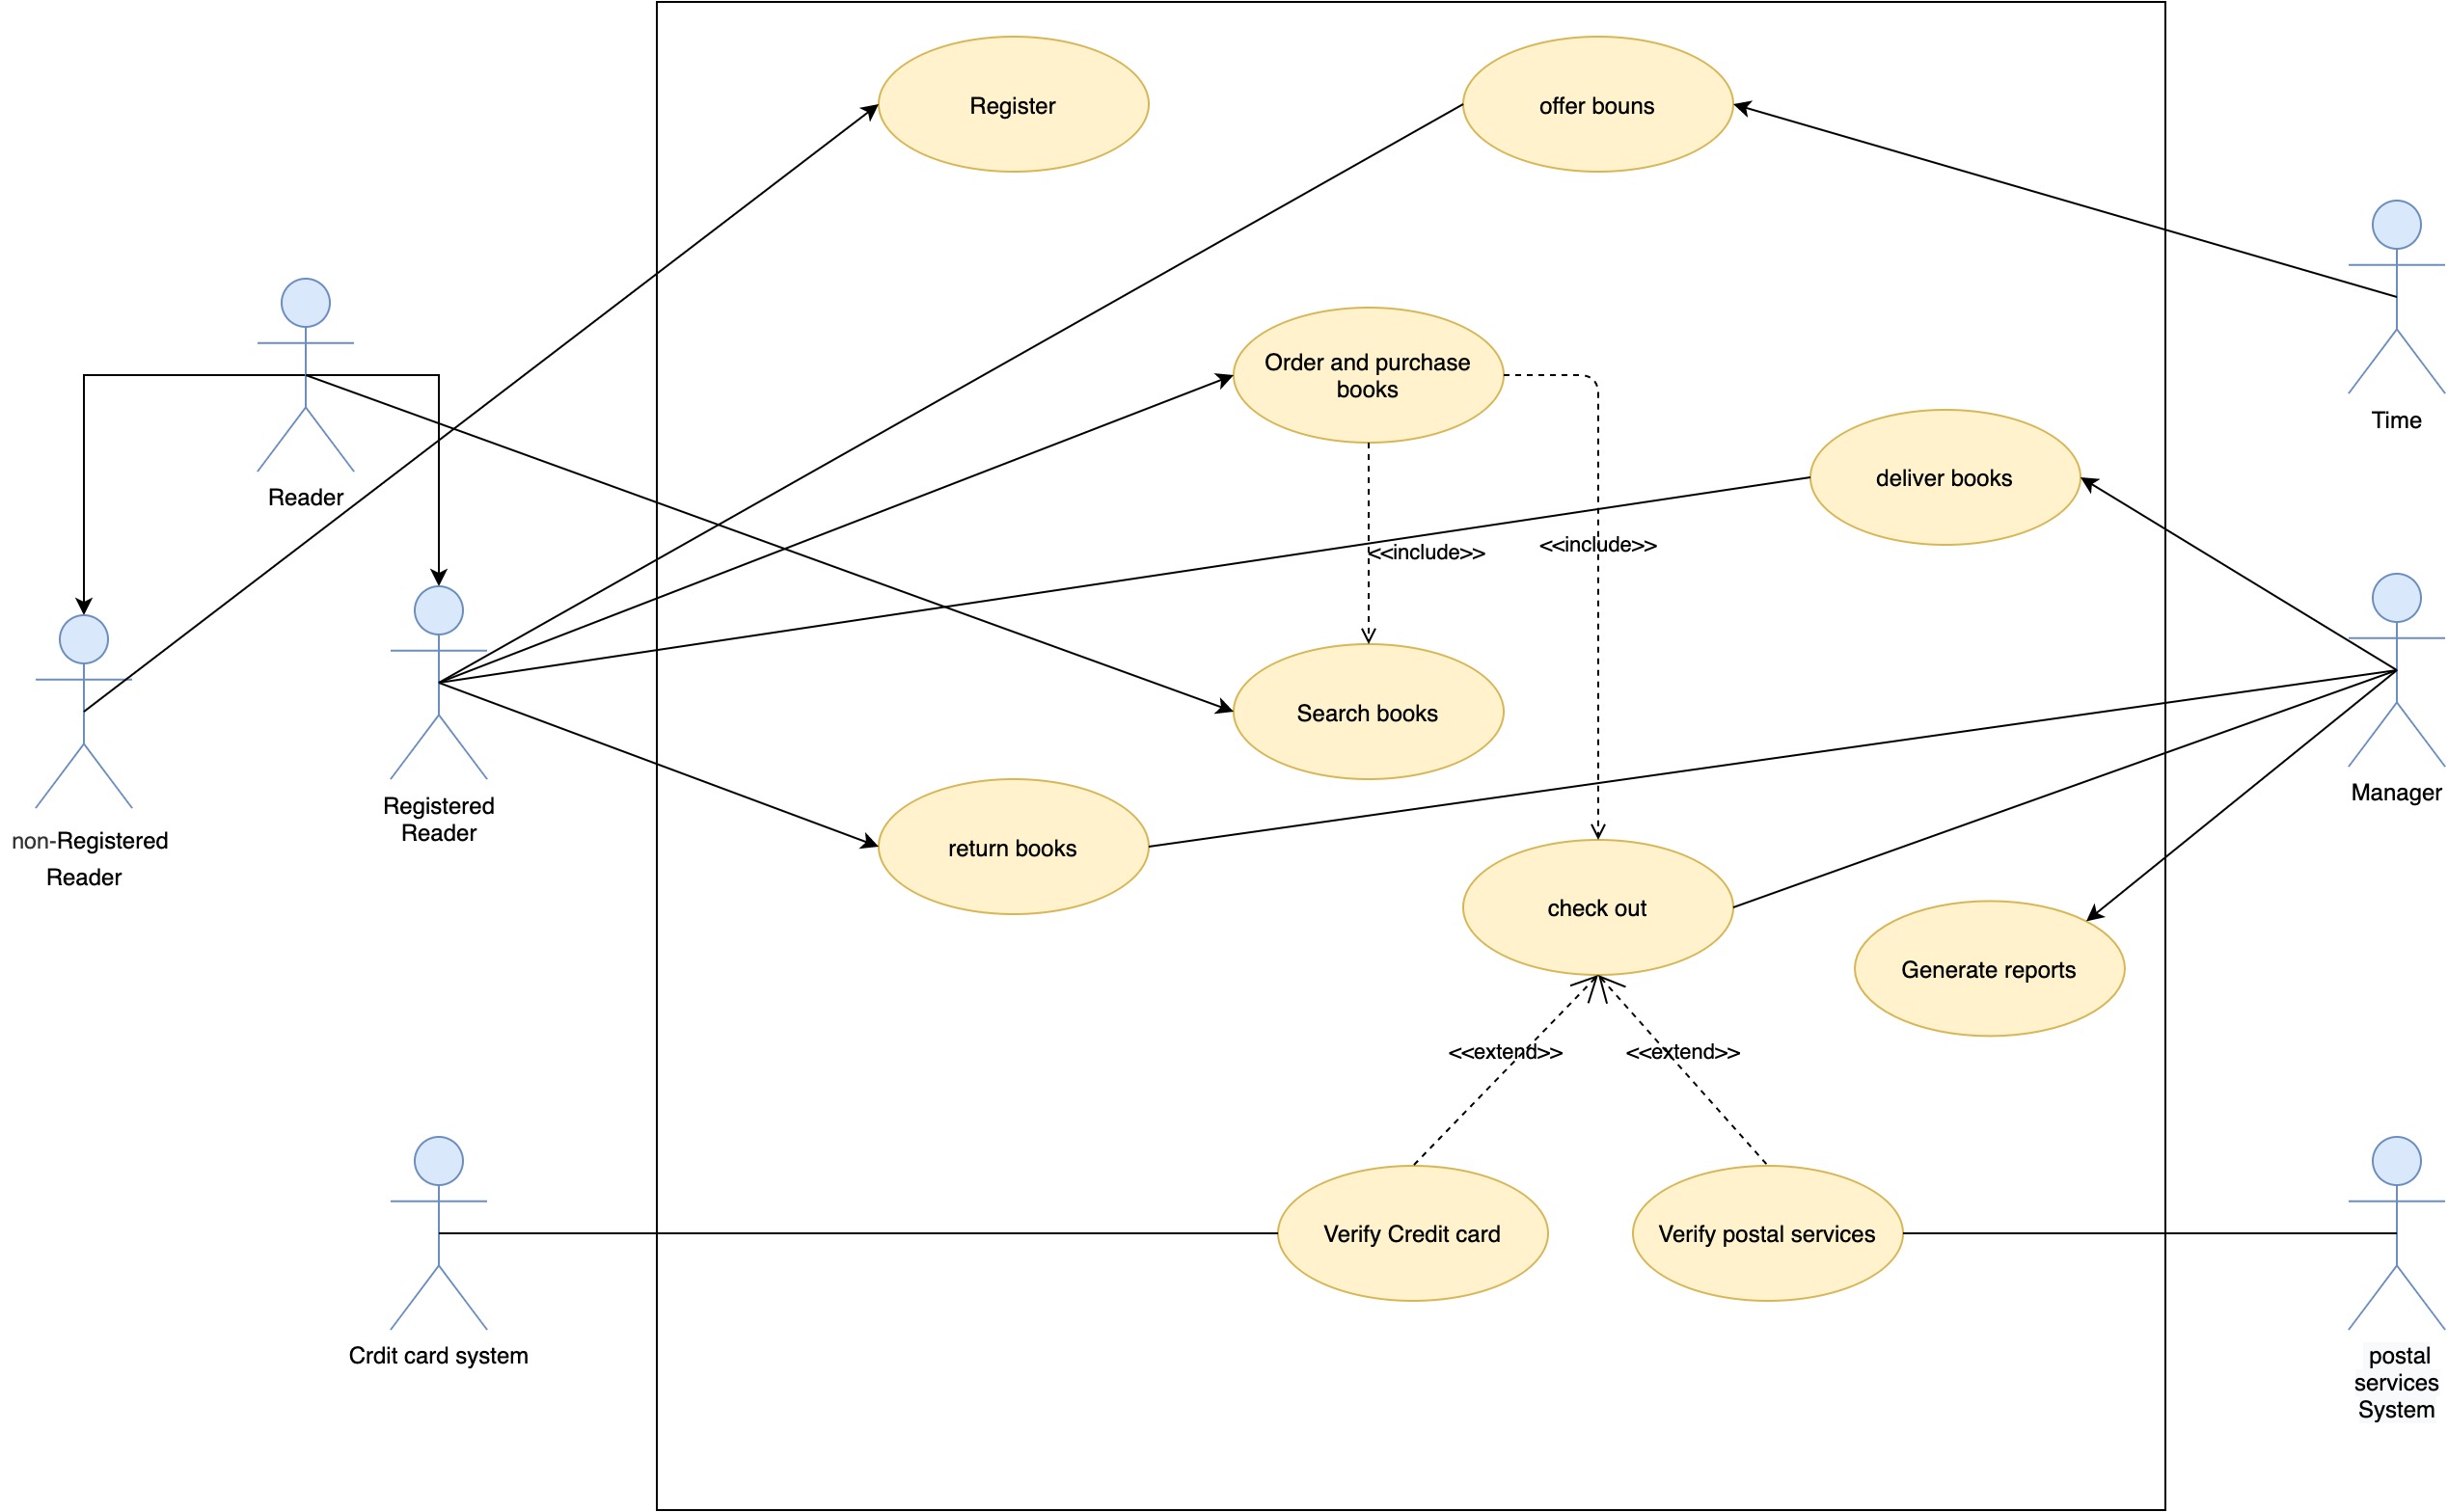 Register
offer bouns
Order and purchase
books
Time
deliver books
Reader
<<include>>
<<include>>
Search books
Manager
Registered
Reader
non-Registered
Reader
return books
check out
Generate reports
<<extend>>
<<extend>>
Verify Credit card
Verify postal services
Crdit card system
postal
services
System